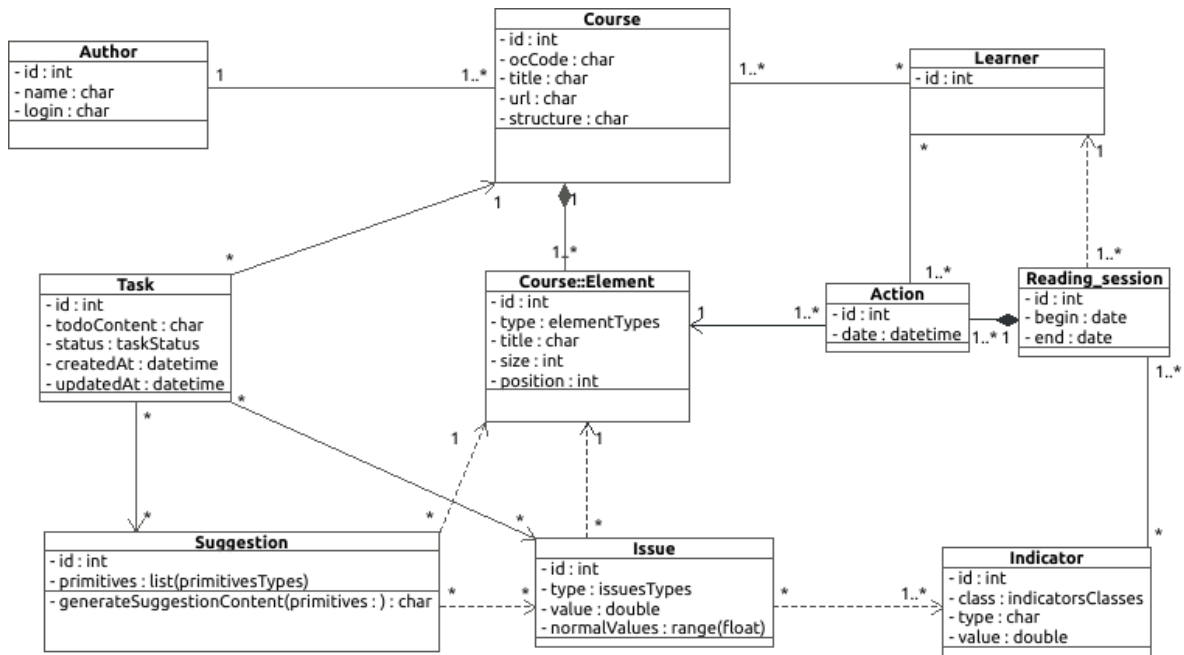 Course
- id : int
- ocCode : char
- title : char
- url : char
- structure : char
Author
- id : int
- name : char
- login : char
1
1..*
1..*
*
Learner
- id : int
1
1
*
1
*
1..*
1..*
1..*
Task
- id : int
- todoContent : char
- status : taskStatus
- createdAt : datetime
- updatedAt : datetime
Course::Element
- id : int
- type : elementTypes
- title : char
- size : int
- position : int
1
1..*
Action
- id : int
- date : datetime
1..*
1
Reading_session
- id : int
- begin : date
- end : date
1..*
*
*
1
1
*
*
*
*
*
Suggestion
- id : int
- primitives : list(primitivesTypes)
- generateSuggestionContent(primitives : ) : char
*
*
Issue
- id : int
- type : issuesTypes
- value : double
- normalValues : range(float)
*
1..*
Indicator
- id : int
- class : indicatorsClasses
- type : char
- value : double